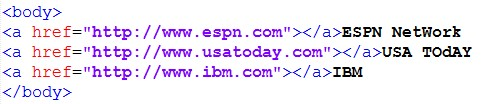 <body>
<a href="http://www.espn.com"></a>ESPN NetWork
<a href="http://www.usatoday.com"></a>USA TOdAY
<a href="http://www.ibm.com"></a>IBM
</body>